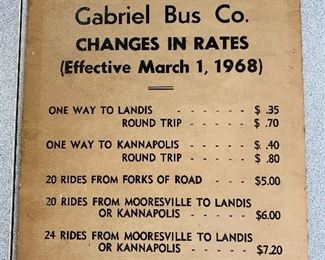 Gabriel Bus Co.
CHANGES IN RATES
(Effective March 1, 1968)
ONE WAY TO LANDIS - - - - - - $ .35
ROUND TRIP - - - - $ .70
ONE WAY TO KANNAPOLIS - - - - $ .40
ROUND TRIP - - - - $ .80
20 RIDES FROM FORKS OF ROAD - - $5.00
20 RIDES FROM MOORESVILLE TO LANDIS
OR KANNAPOLIS - - - - - $6.00
24 RIDES FROM MOORESVILLE TO LANDIS
OR KANNAPOLIS - - - - - $7.20